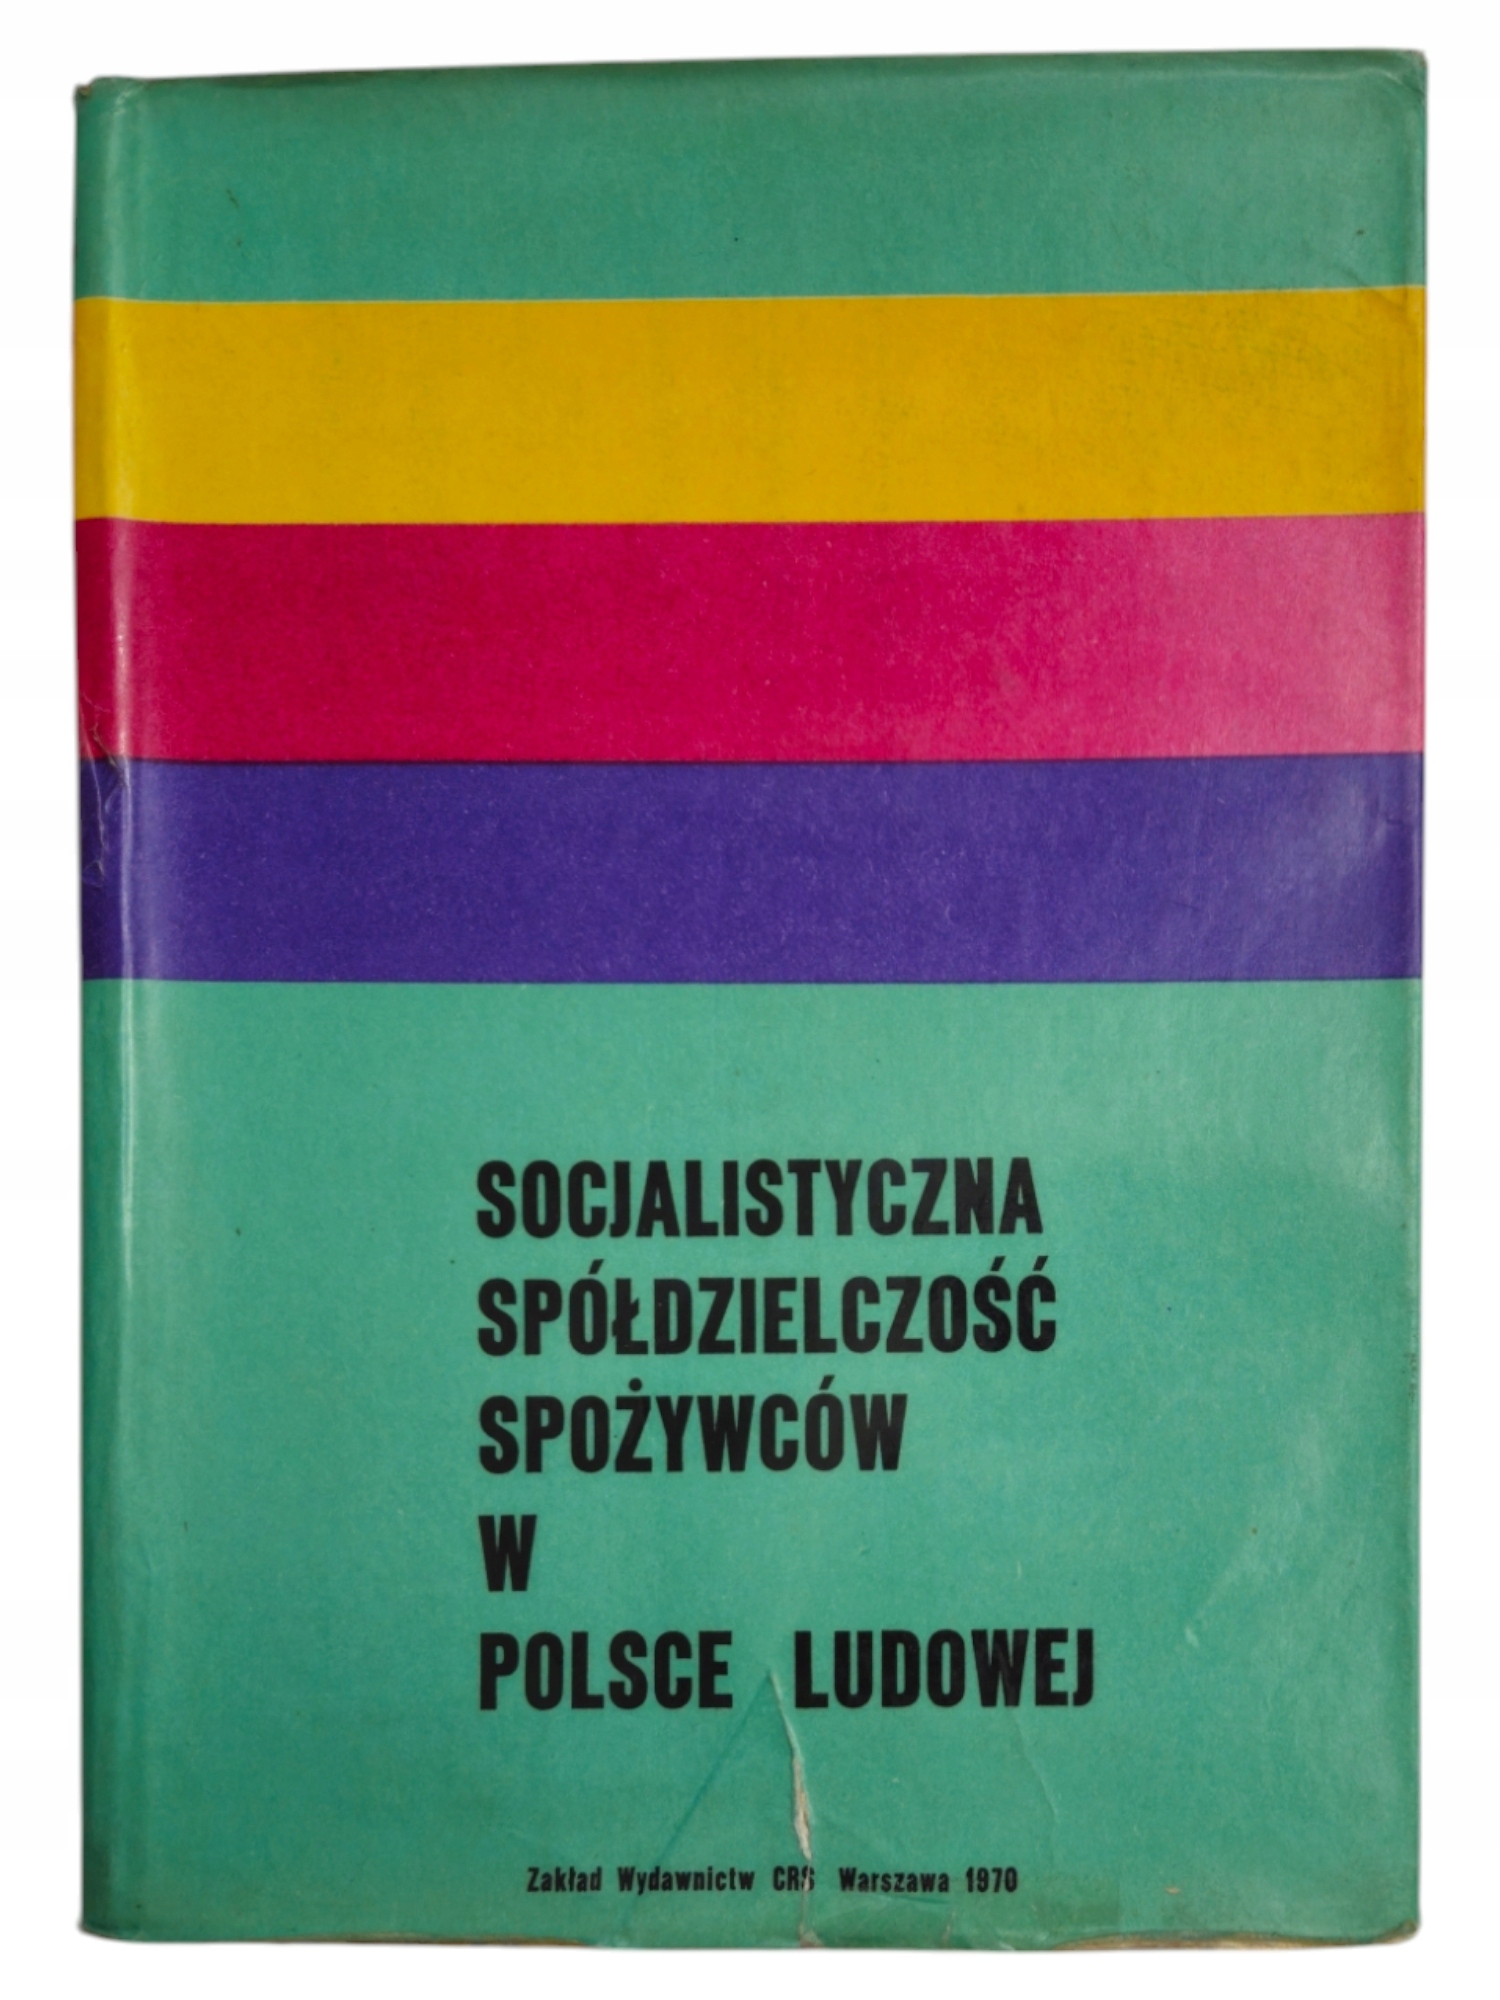 SOCJALISTYCZNA
SPÓŁDZIELCZOŚĆ
SPOŻYWCÓW
W
POLSCE LUDOWEJ
Zakład Wydawnictw CRS Warszawa 1970